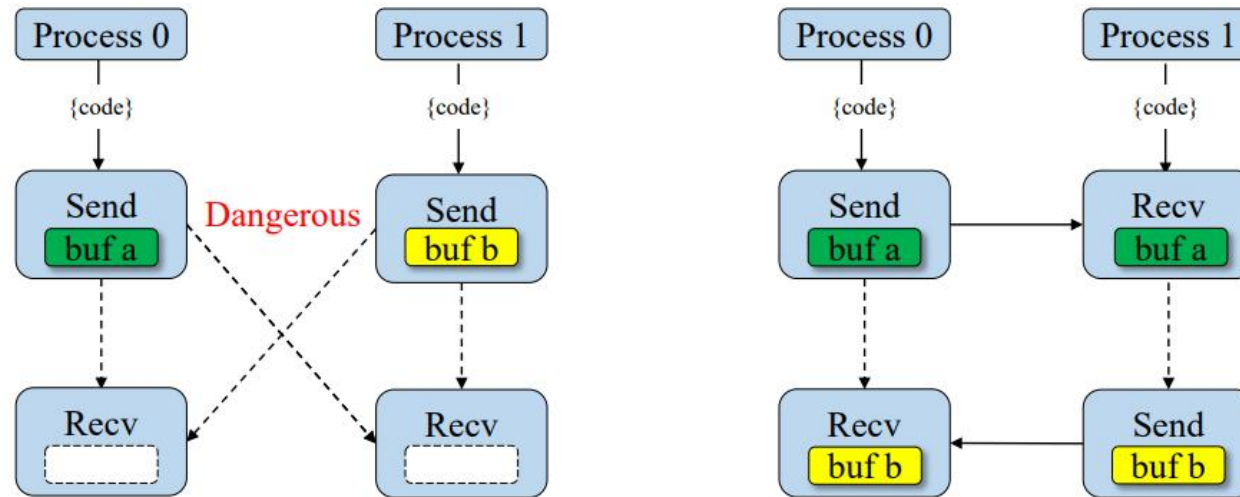 Process 0
Process 1
{code}
{code}
Send
buf a
Dangerous
Send
buf b
Recv
Recv
Process 0
Process 1
{code}
{code}
Send
buf a
Recv
buf a
Recv
buf b
Send
buf b